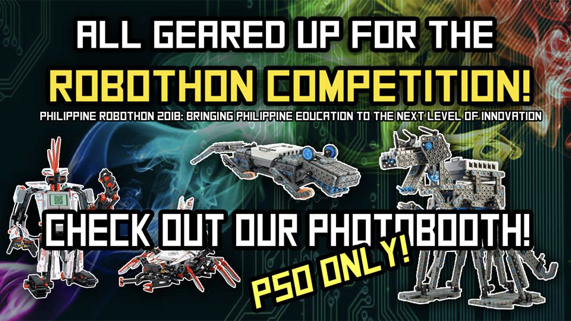 ALL GEARED UP FOR THE
ROBOTHON COMPETITION!
PHILIPPINE ROBOTHON 2018: BRINGING PHILIPPINE EDUCATION TO THE NEXT LEVEL OF INNOVATION
CHECK OUT OUR PHOTOBOOTH!
P50 ONLY!